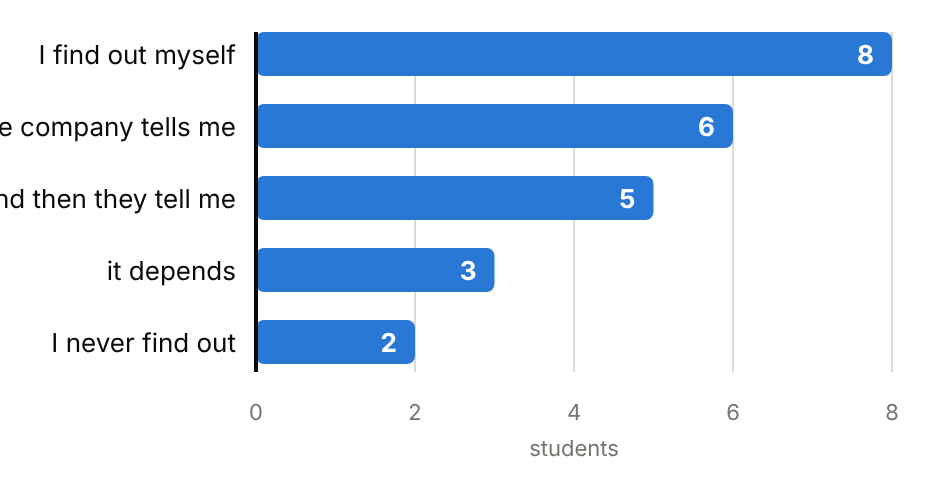 I find out myself 8
company tells me 6
then they tell me 5
it depends 3
I never find out 2
0 2 4 6 8
students